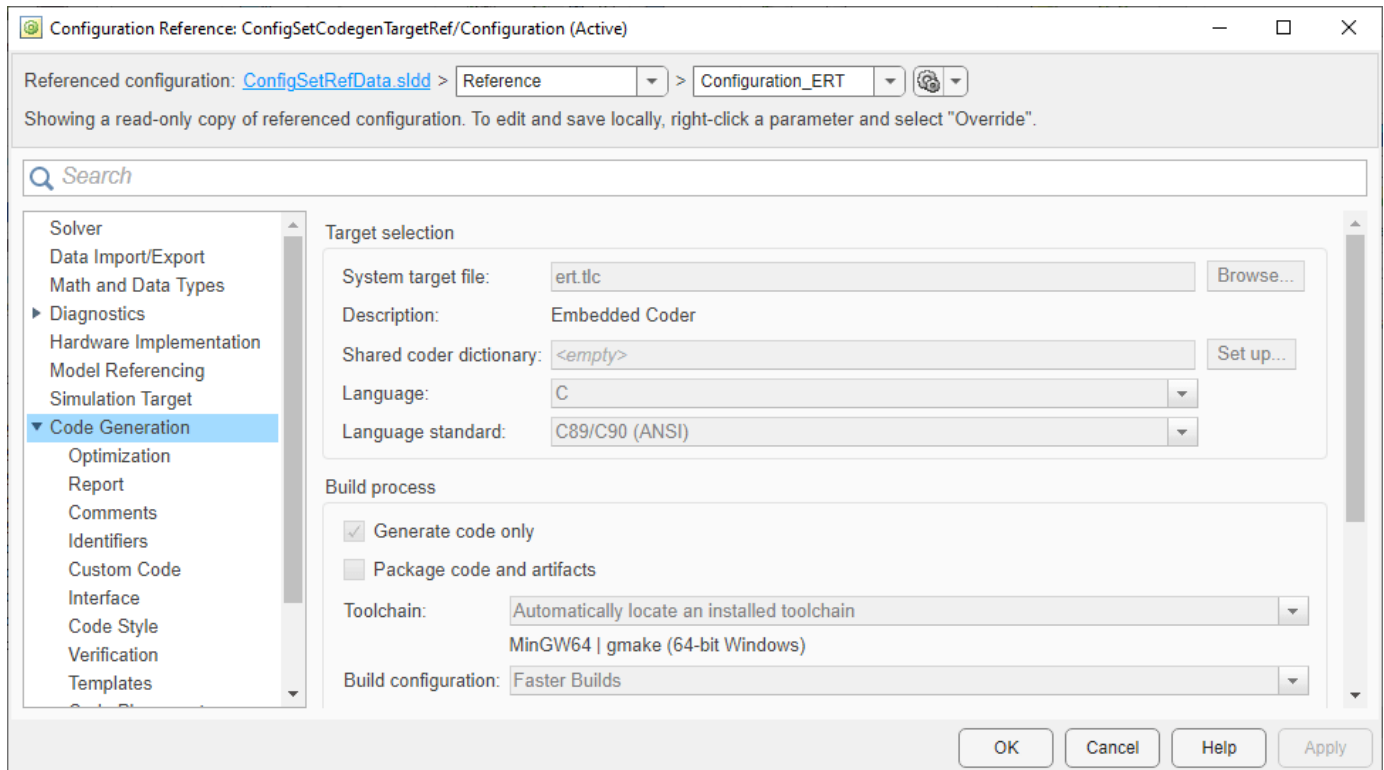 Configuration Reference: ConfigSetCodegenTargetRef/Configuration (Active)
Referenced configuration: ConfigSetRefData.sldd > Reference > Configuration_ERT
Showing a read-only copy of referenced configuration. To edit and save locally, right-click a parameter and select "Override".
Search
Solver
Data Import/Export
Math and Data Types
Diagnostics
Hardware Implementation
Model Referencing
Simulation Target
Code Generation
Optimization
Report
Comments
Identifiers
Custom Code
Interface
Code Style
Verification
Templates
Target selection
System target file: ert.tlc Browse...
Description: Embedded Coder
Shared coder dictionary: <empty> Set up...
Language: C
Language standard: C89/C90 (ANSI)
Build process
Generate code only
Package code and artifacts
Toolchain: Automatically locate an installed toolchain
MinGW64 | gmake (64-bit Windows)
Build configuration: Faster Builds
OK Cancel Help Apply